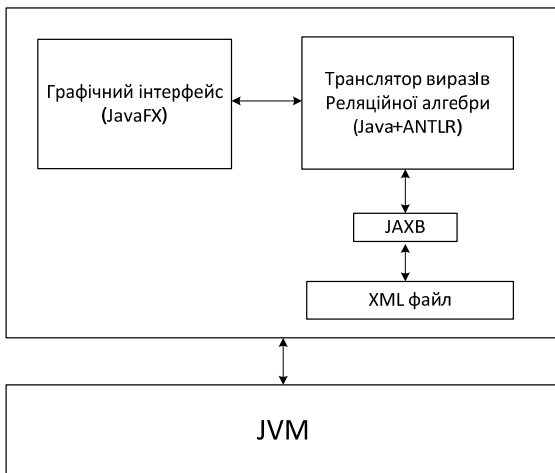 Графічний інтерфейс
(JavaFX)
Транслятор виразів
Реляційної алгебри
(Java+ANTLR)
JAXB
XML файл
JVM